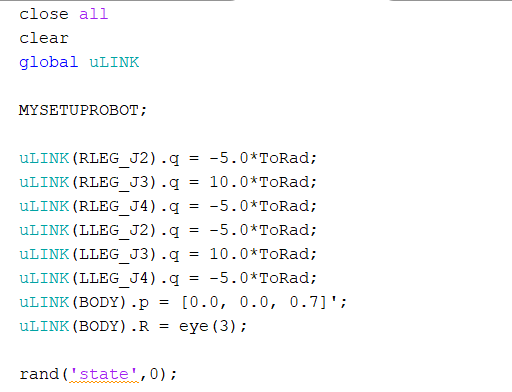 close all
clear
global uLINK
MYSETUPROBOT;
uLINK(RLEG_J2).q = -5.0*ToRad;
uLINK(RLEG_J3).q = 10.0*ToRad;
uLINK(RLEG_J4).q = -5.0*ToRad;
uLINK(LLEG_J2).q = -5.0*ToRad;
uLINK(LLEG_J3).q = 10.0*ToRad;
uLINK(LLEG_J4).q = -5.0*ToRad;
uLINK(BODY).p = [0.0, 0.0, 0.7]';
uLINK(BODY).R = eye(3);
rand('state',0);